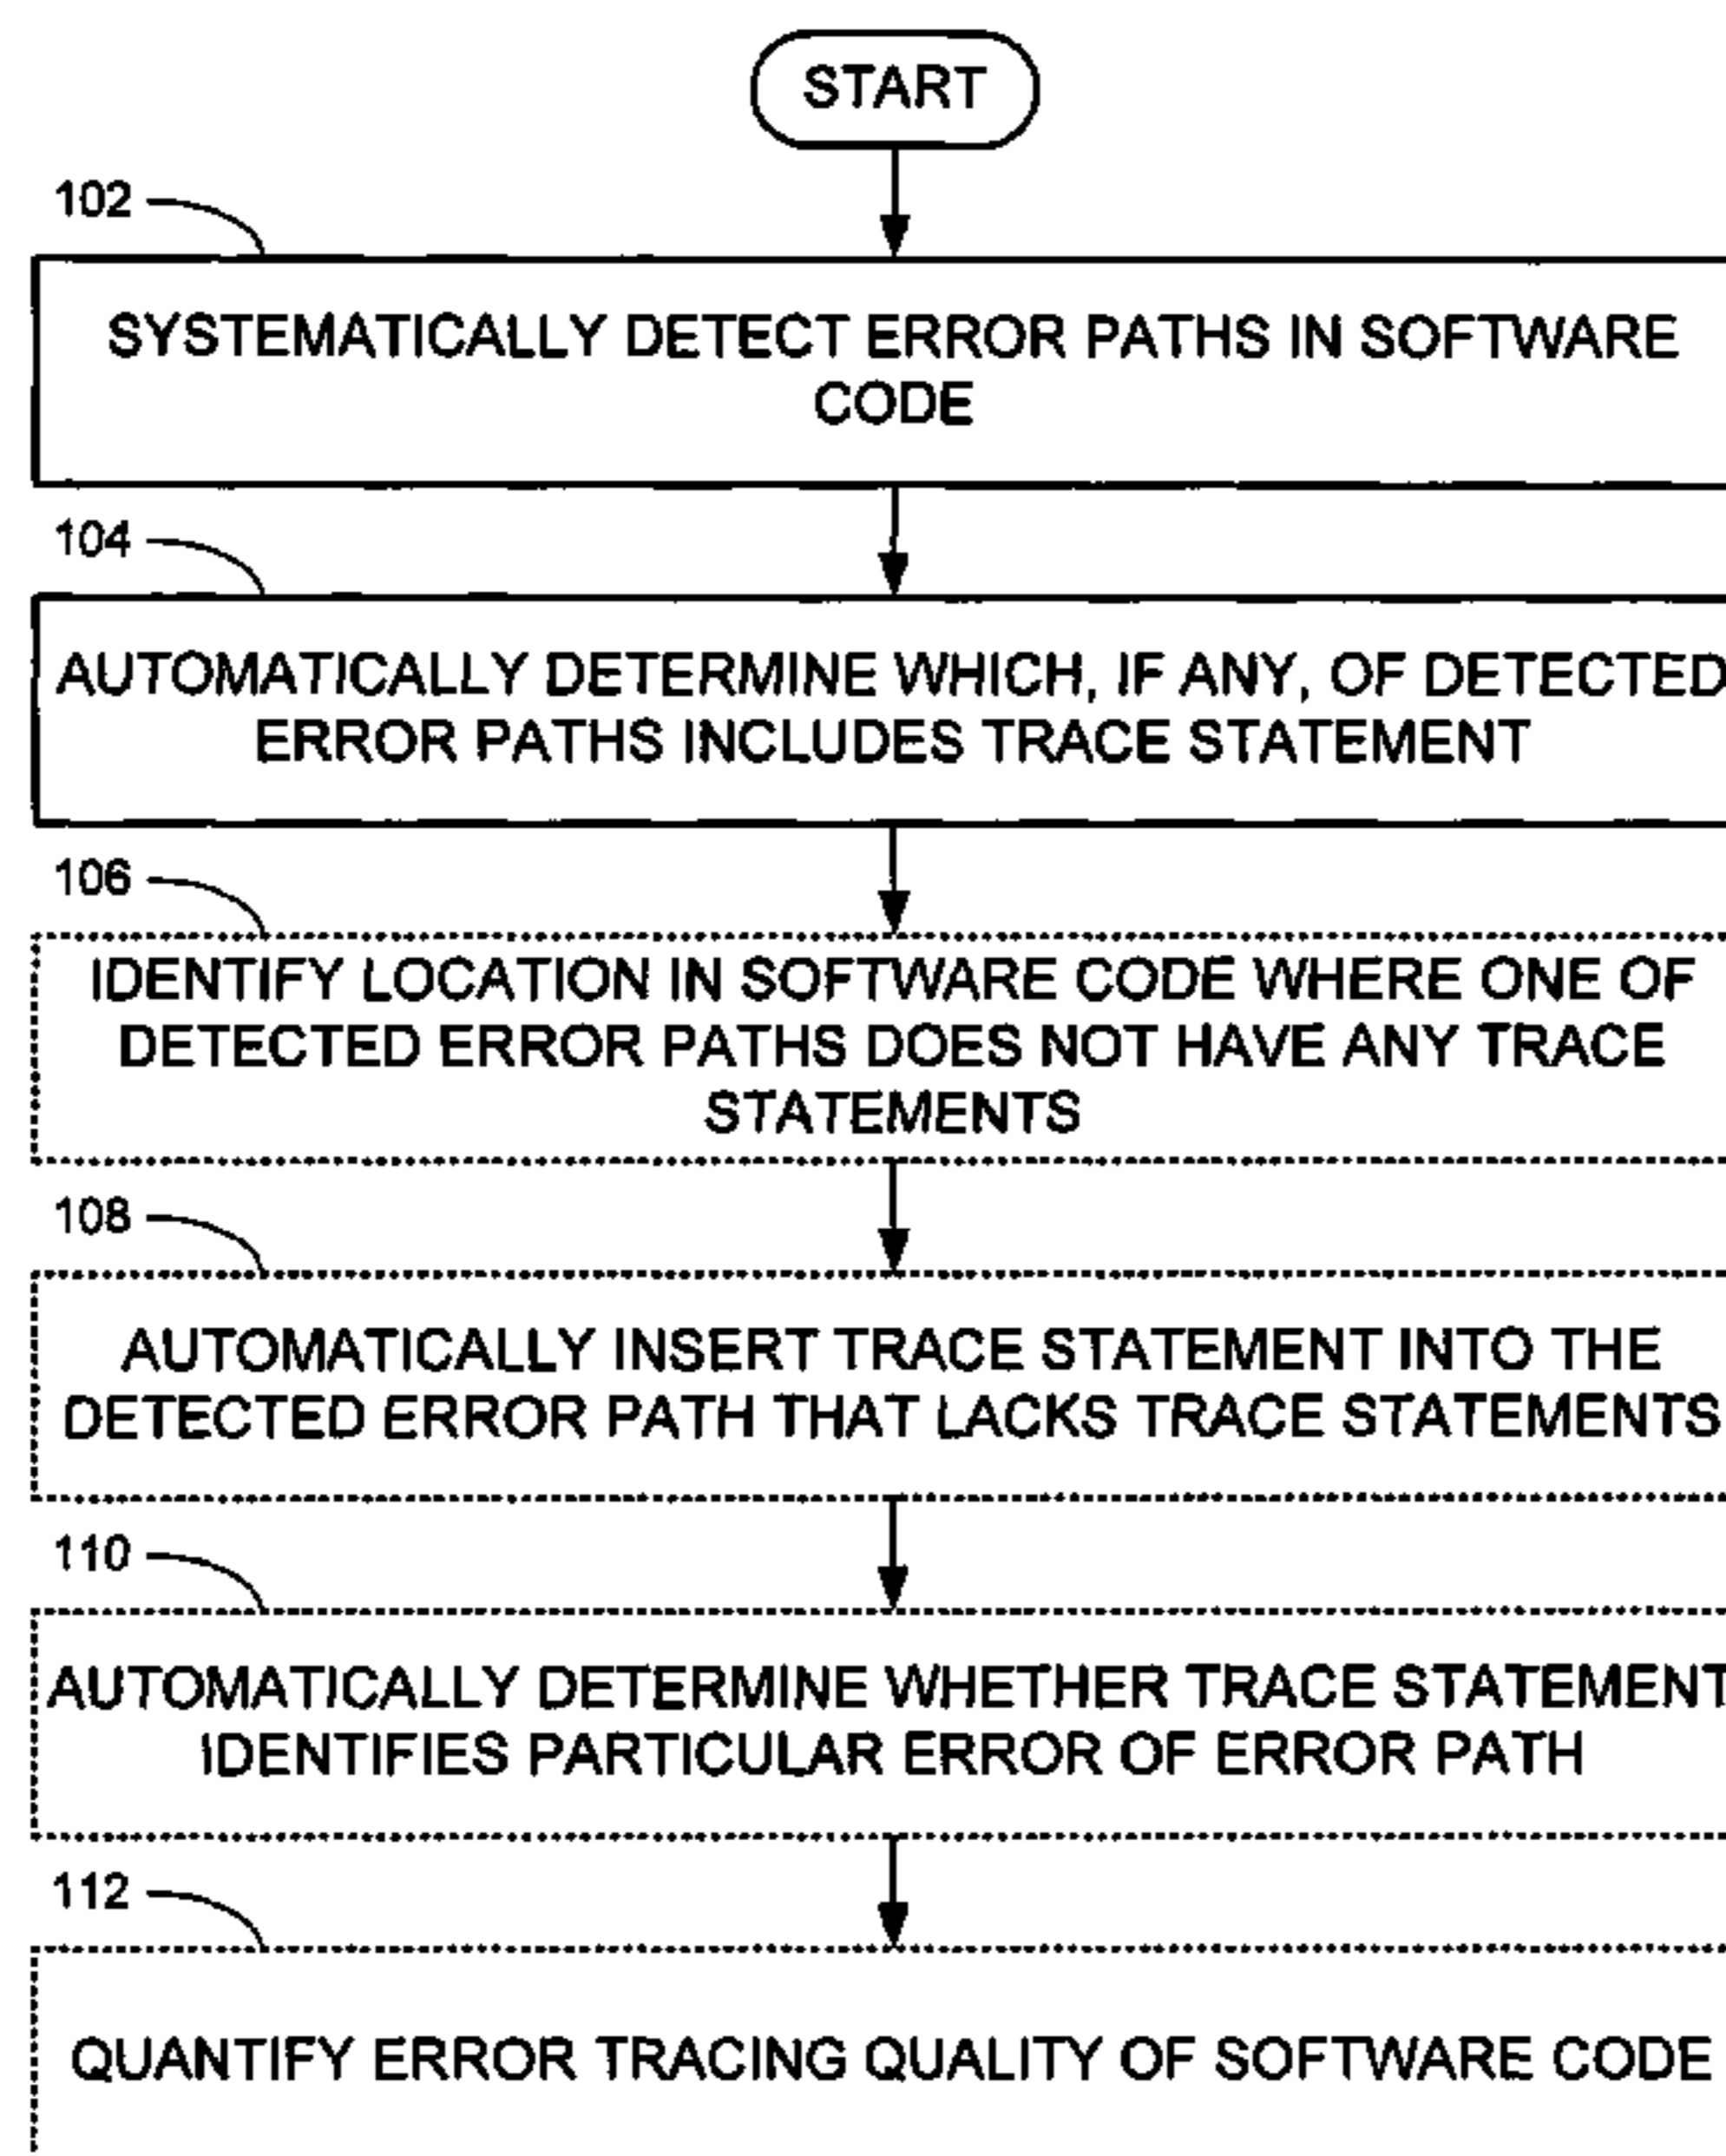 START
102
SYSTEMATICALLY DETECT ERROR PATHS IN SOFTWARE
CODE
104
AUTOMATICALLY DETERMINE WHICH, IF ANY, OF DETECTED
ERROR PATHS INCLUDES TRACE STATEMENT
106
IDENTIFY LOCATION IN SOFTWARE CODE WHERE ONE OF
DETECTED ERROR PATHS DOES NOT HAVE ANY TRACE
STATEMENTS
108
AUTOMATICALLY INSERT TRACE STATEMENT INTO THE
DETECTED ERROR PATH THAT LACKS TRACE STATEMENTS
110
AUTOMATICALLY DETERMINE WHETHER TRACE STATEMENT
IDENTIFIES PARTICULAR ERROR OF ERROR PATH
112
QUANTIFY ERROR TRACING QUALITY OF SOFTWARE CODE